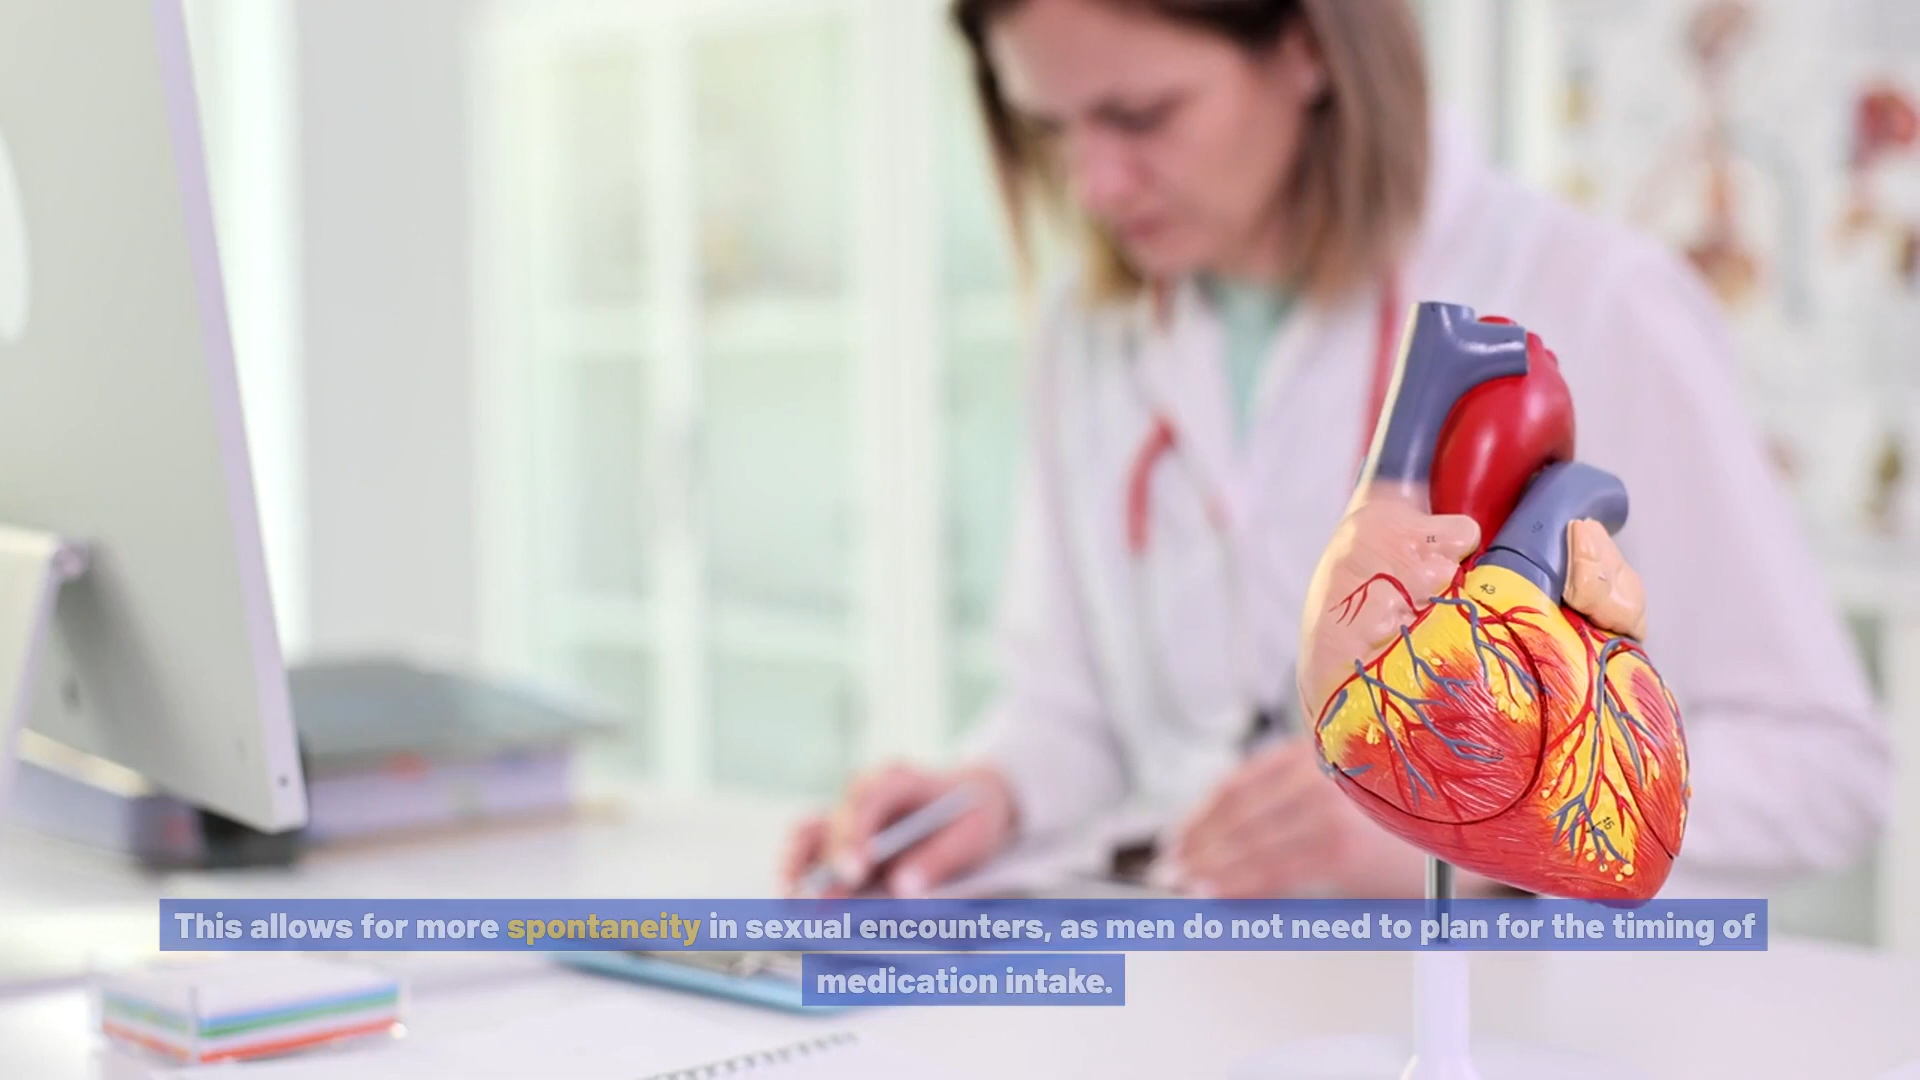 This allows for more spontaneity in sexual encounters, as men do not need to plan for the timing of
medication intake.
43